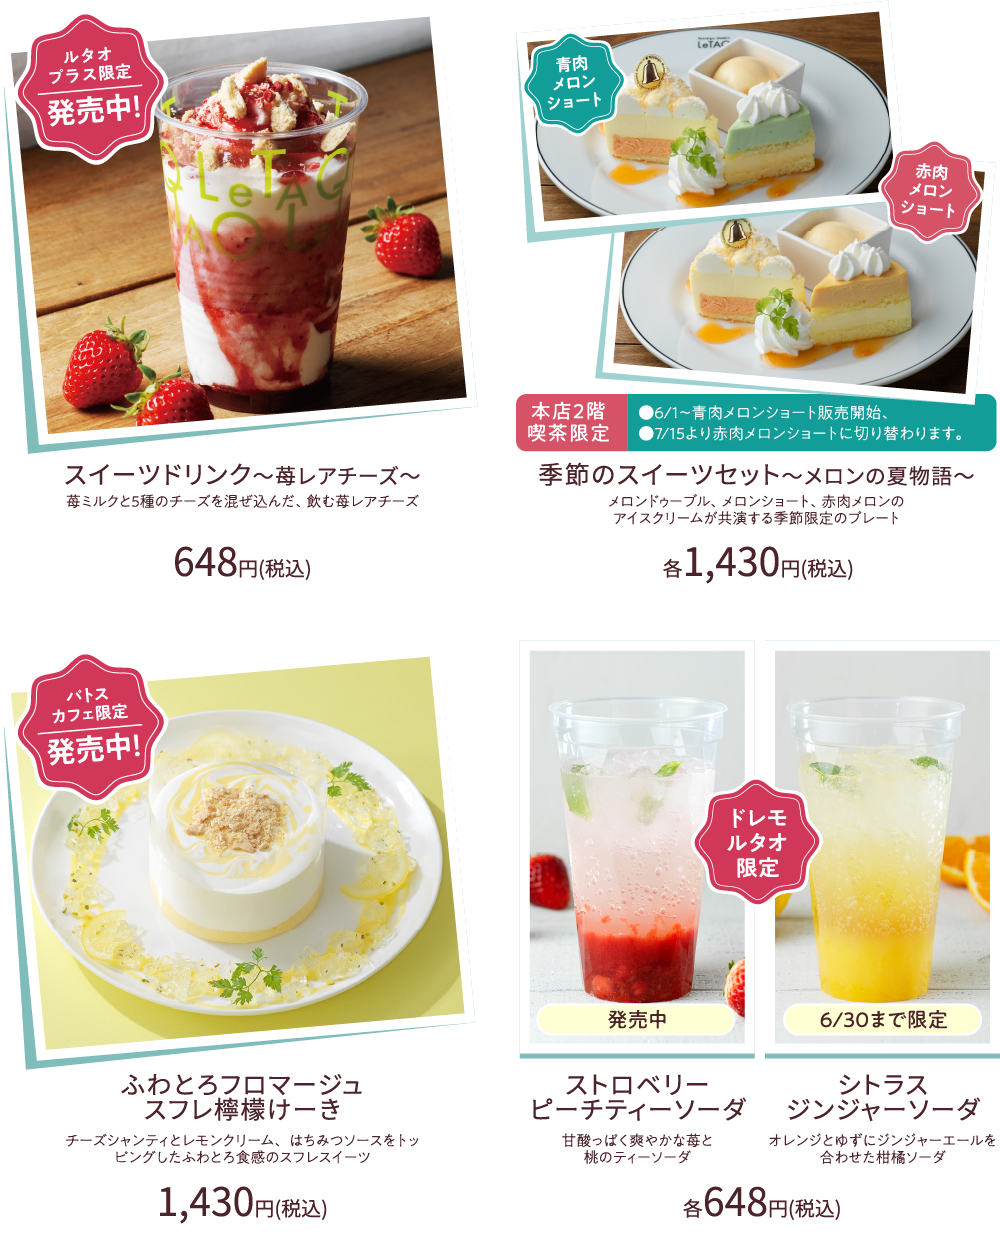 ルタオ
プラス限定
発売中!
LeTAO
青肉
メロン
ショート
赤肉
メロン
ショート
本店2階
喫茶限定
●6/1~青肉メロンショート販売開始、
●7/15より赤肉メロンショートに切り替わります。
スイーツドリンク～苺レアチーズ～
苺ミルクと5種のチーズを混ぜ込んだ、飲む苺レアチーズ
648円(税込)
季節のスイーツセット～メロンの夏物語～
メロンドゥーブル、メロンショート、赤肉メロンの
アイスクリームが共演する季節限定のプレート
各1,430円(税込)
パトス
カフェ限定
発売中!
ドレモ
ルタオ
限定
発売中
6/30まで限定
ふわとろフロマージュ
スフレ檸檬けーき
チーズシャンティとレモンクリーム、はちみつソースをトッ
ピングしたふわとろ食感のスフレスイーツ
1,430円(税込)
ストロベリー
ピーチティーソーダ
甘酸っぱく爽やかな苺と
桃のティーソーダ
シトラス
ジンジャーソーダ
オレンジとゆずにジンジャーエールを
合わせた柑橘ソーダ
各648円(税込)